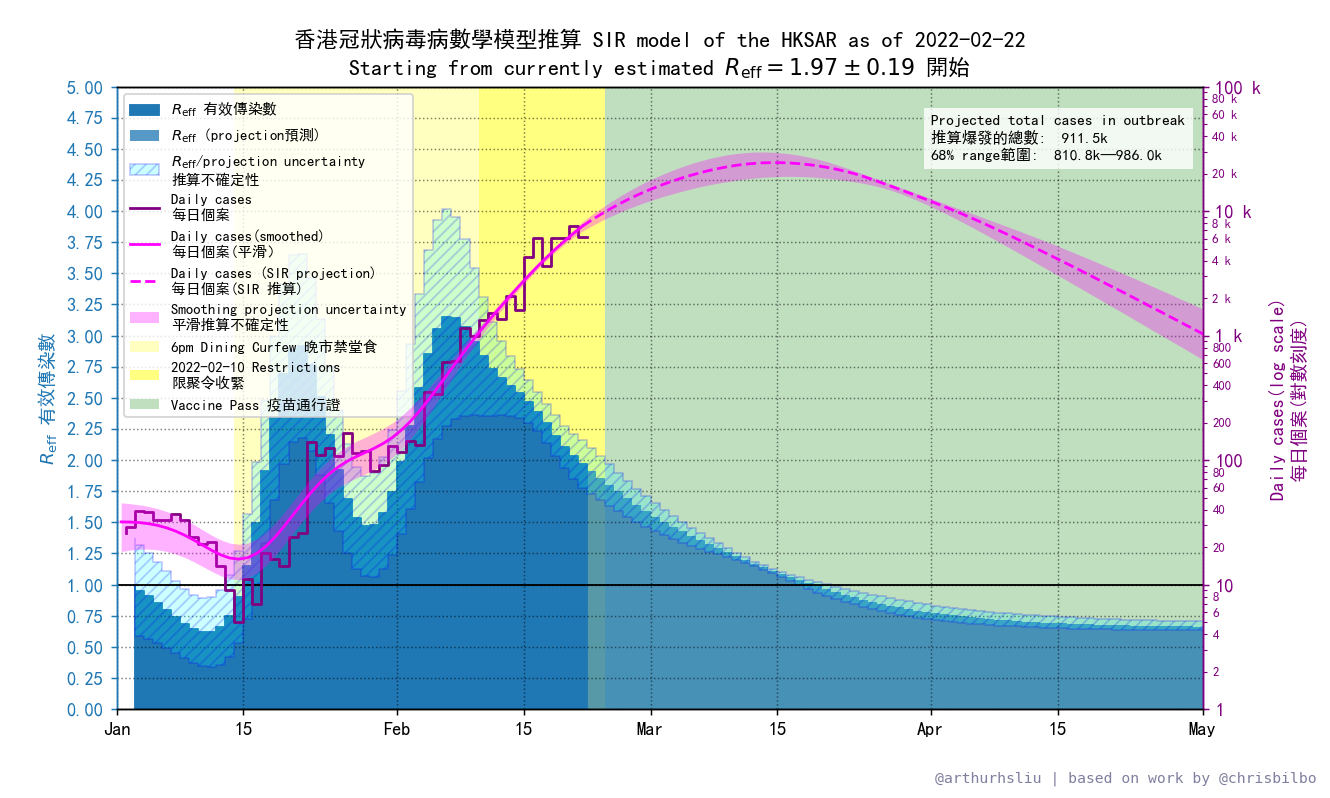 香港冠狀病毒病數學模型推算 SIR model of the HKSAR as of 2022-02-22
Starting from currently estimated Reff = 1.97 ± 0.19 開始
Reff 有效傳染數
Reff (projection預測)
Reff/projection uncertainty
推算不確定性
Daily cases
每日個案
Daily cases(smoothed)
每日個案(平滑)
Daily cases (SIR projection)
每日個案(SIR 推算)
Smoothing projection uncertainty
平滑推算不確定性
6pm Dining Curfew 晚市禁堂食
2022-02-10 Restrictions
限聚令收緊
Vaccine Pass 疫苗通行證
Projected total cases in outbreak
推算爆發的總數: 911.5k
68% range範圍: 810.8k—986.0k
Reff 有效傳染數
5.00
4.75
4.50
4.25
4.00
3.75
3.50
3.25
3.00
2.75
2.50
2.25
2.00
1.75
1.50
1.25
1.00
0.75
0.50
0.25
0.00
100 k
80 k
60 k
40 k
20 k
10 k
8 k
6 k
4 k
2 k
1 k
800
600
400
200
100
80
60
40
20
10
8
6
4
2
1
Daily cases(log scale)
每日個案(對數刻度)
Jan 15 Feb 15 Mar 15 Apr 15 May
@arthurhsliu | based on work by @chrisbilbo